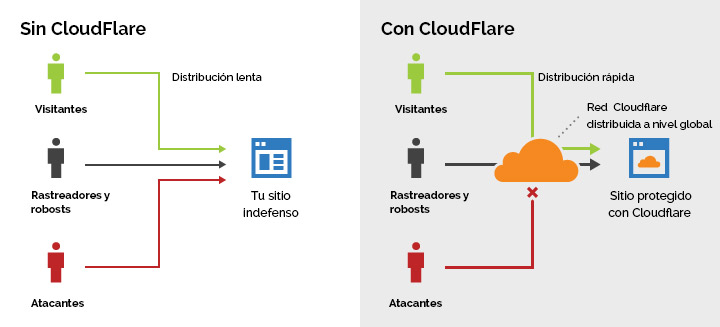 Sin CloudFlare
Visitantes
Distribución lenta
Rastreadores y
robosts
Tu sitio
indefenso
Atacantes
Con CloudFlare
Visitantes
Distribución rápida
Red Cloudflare
distribuida a nivel global
Rastreadores y
robosts
Sitio protegido
con Cloudflare
Atacantes